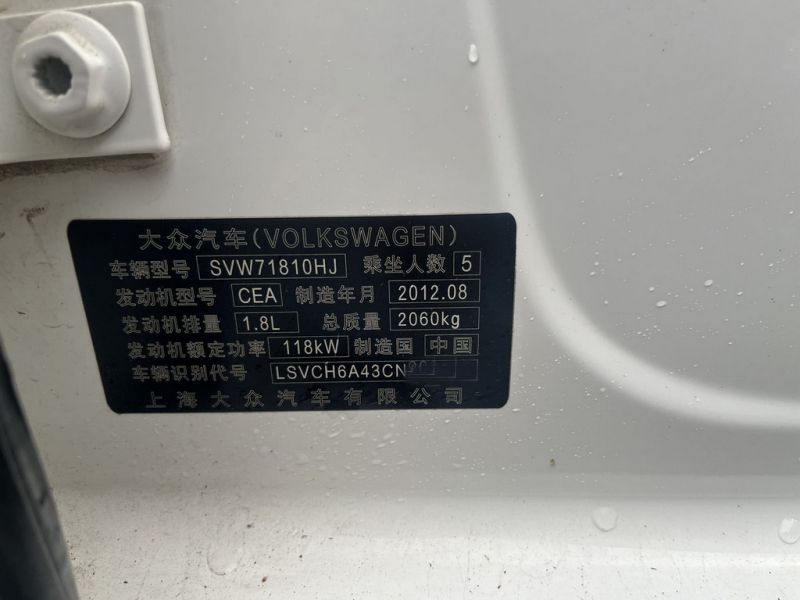 大众汽车(VOLKSWAGEN)
车辆型号 SVW71810HJ 乘坐人数 5
发动机型号 CEA 制造年月 2012.08
发动机排量 1.8L 总质量 2060kg
发动机额定功率 118kW 制造国 中国
车辆识别代号 LSVCH6A43CN
上海大众汽车有限公司